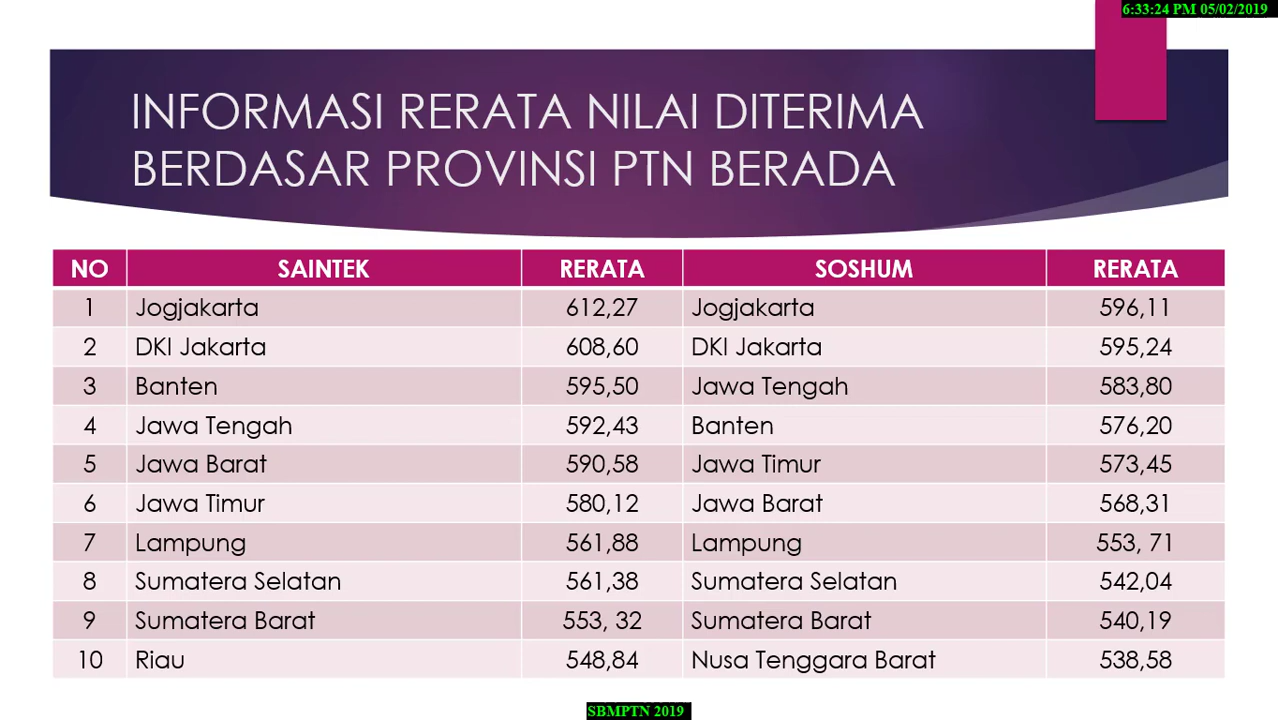 6:33:24 PM 05/02/2019
INFORMASI RERATA NILAI DITERIMA
BERDASAR PROVINSI PTN BERADA
NO SAINTEK RERATA SOSHUM RERATA
1 Jogjakarta 612,27 Jogjakarta 596,11
2 DKI Jakarta 608,60 DKI Jakarta 595,24
3 Banten 595,50 Jawa Tengah 583,80
4 Jawa Tengah 592,43 Banten 576,20
5 Jawa Barat 590,58 Jawa Timur 573,45
6 Jawa Timur 580,12 Jawa Barat 568,31
7 Lampung 561,88 Lampung 553, 71
8 Sumatera Selatan 561,38 Sumatera Selatan 542,04
9 Sumatera Barat 553, 32 Sumatera Barat 540,19
10 Riau 548,84 Nusa Tenggara Barat 538,58
SBMPTN 2019